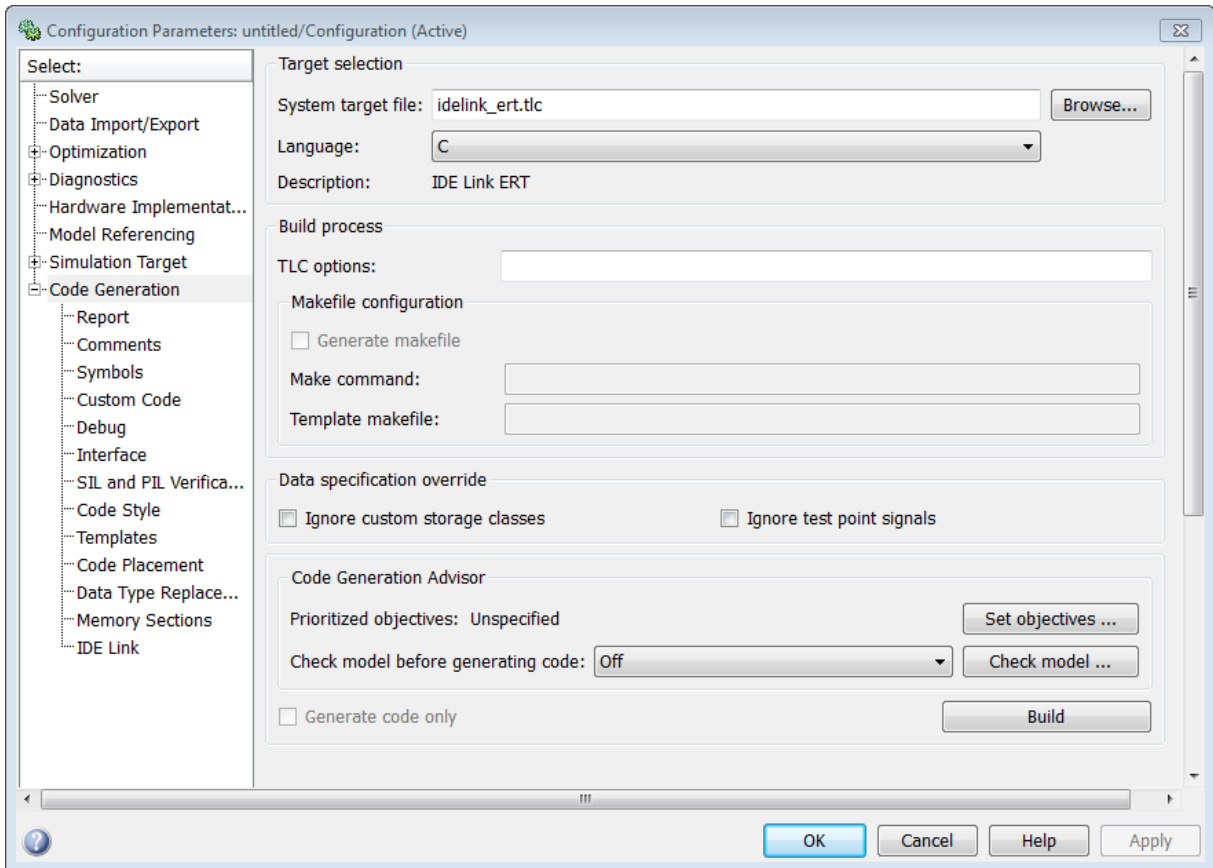 Configuration Parameters: untitled/Configuration (Active)
Select:
Solver
Data Import/Export
Optimization
Diagnostics
Hardware Implementat...
Model Referencing
Simulation Target
Code Generation
Report
Comments
Symbols
Custom Code
Debug
Interface
SIL and PIL Verifica...
Code Style
Templates
Code Placement
Data Type Replace...
Memory Sections
IDE Link
Target selection
System target file: idelink_ert.tlc Browse...
Language: C
Description: IDE Link ERT
Build process
TLC options:
Makefile configuration
Generate makefile
Make command:
Template makefile:
Data specification override
Ignore custom storage classes Ignore test point signals
Code Generation Advisor
Prioritized objectives: Unspecified Set objectives ...
Check model before generating code: Off Check model ...
Generate code only Build
OK Cancel Help Apply